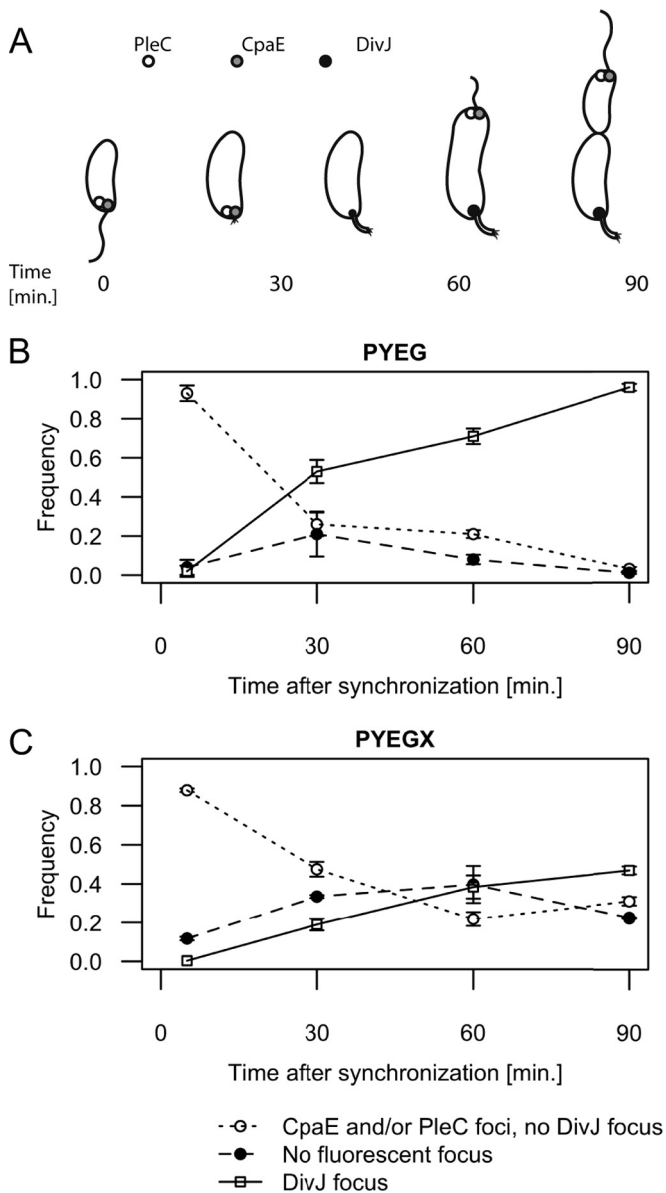 A
PleC CpaE DivJ
Time [min.] 0 30 60 90
B
PYEG
1.0
0.8
0.6
0.4
0.2
0.0
Frequency
0 30 60 90
Time after synchronization [min.]
C
PYEGX
1.0
0.8
0.6
0.4
0.2
0.0
Frequency
0 30 60 90
Time after synchronization [min.]
CpaE and/or PleC foci, no DivJ focus
No fluorescent focus
DivJ focus